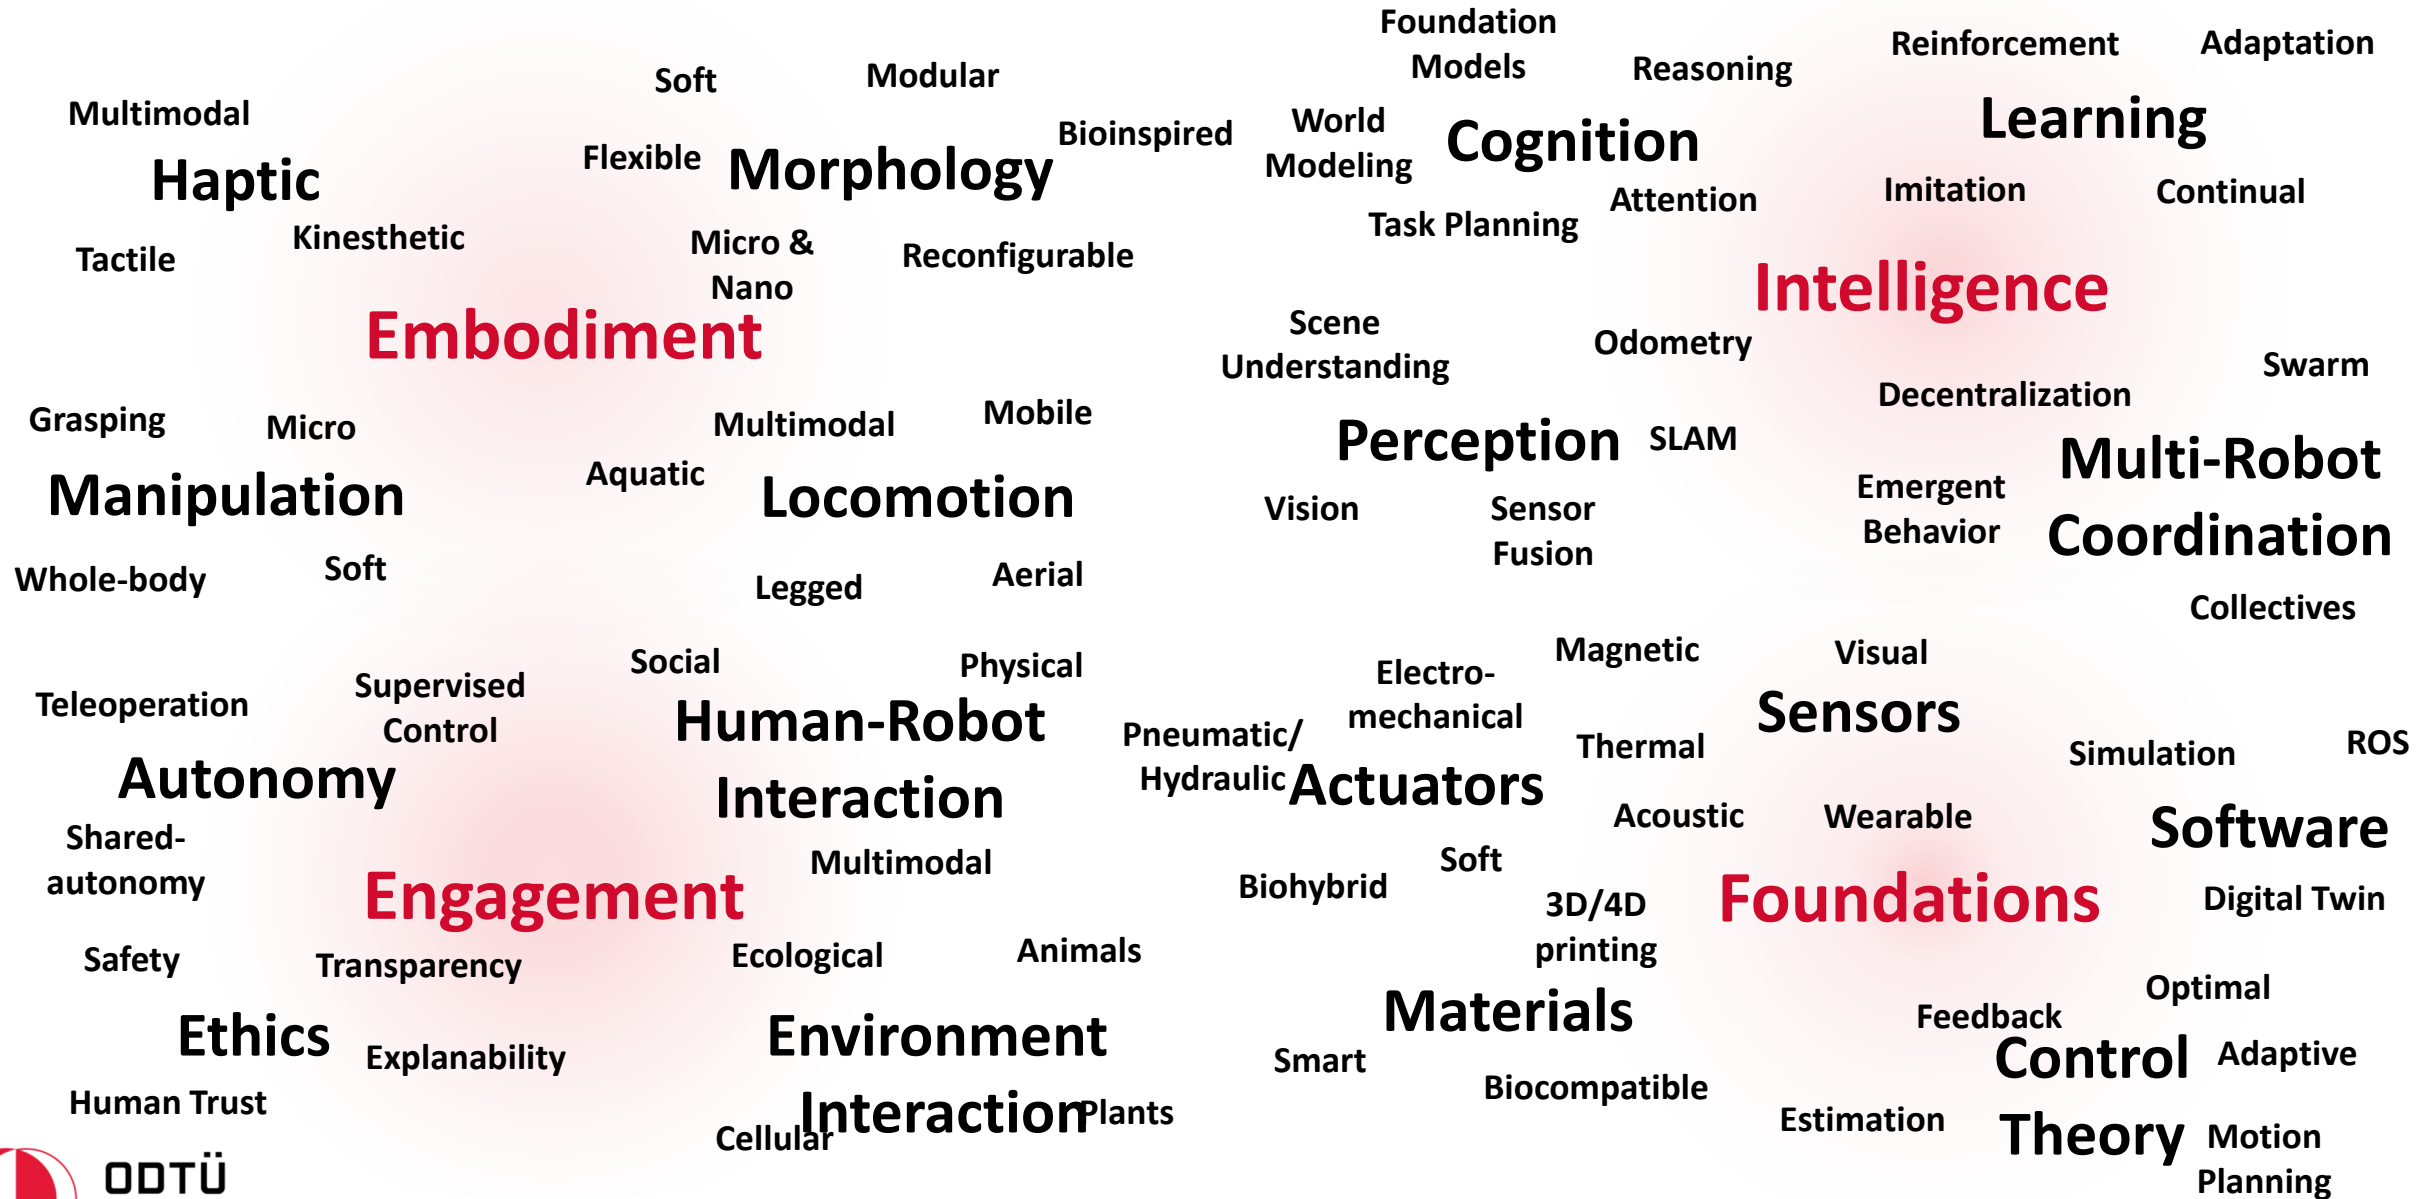 Multimodal
Haptic
Tactile
Kinesthetic
Soft
Modular
Flexible
Morphology
Bioinspired
Micro &
Nano
Reconfigurable
Embodiment
Grasping
Micro
Manipulation
Whole-body
Soft
Multimodal
Mobile
Aquatic
Locomotion
Legged
Aerial
Foundation
Models
Reasoning
World
Modeling
Cognition
Attention
Task Planning
Reinforcement
Adaptation
Learning
Imitation
Continual
Intelligence
Scene
Understanding
Odometry
Perception
SLAM
Vision
Sensor
Fusion
Swarm
Decentralization
Multi-Robot
Coordination
Emergent
Behavior
Collectives
Teleoperation
Supervised
Control
Autonomy
Shared-
autonomy
Social
Physical
Human-Robot
Interaction
Multimodal
Engagement
Safety
Transparency
Ethics
Explanability
Human Trust
Ecological
Animals
Environment
Interaction
Cellular
Plants
Electro-
mechanical
Magnetic
Pneumatic/
Hydraulic
Actuators
Thermal
Biohybrid
Soft
Visual
Sensors
Acoustic
Wearable
Simulation
ROS
Software
Digital Twin
Foundations
3D/4D
printing
Materials
Smart
Biocompatible
Optimal
Feedback
Control
Theory
Adaptive
Estimation
Motion
Planning
ODTÜ